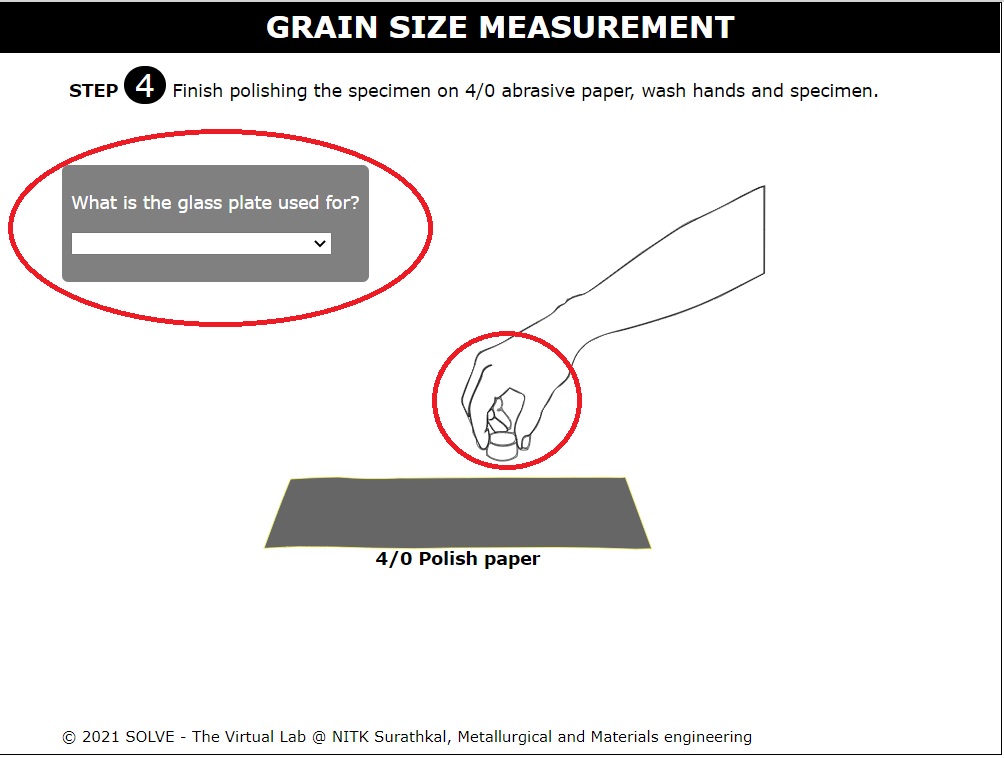 GRAIN SIZE MEASUREMENT
STEP 4 Finish polishing the specimen on 4/0 abrasive paper, wash hands and specimen.
What is the glass plate used for?
4/0 Polish paper
© 2021 SOLVE - The Virtual Lab @ NITK Surathkal, Metallurgical and Materials engineering